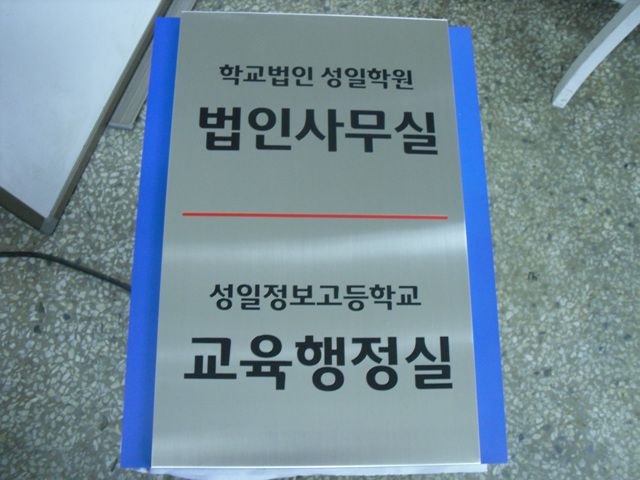 학교법인 성일학원
법인사무실
성일정보고등학교
교육행정실